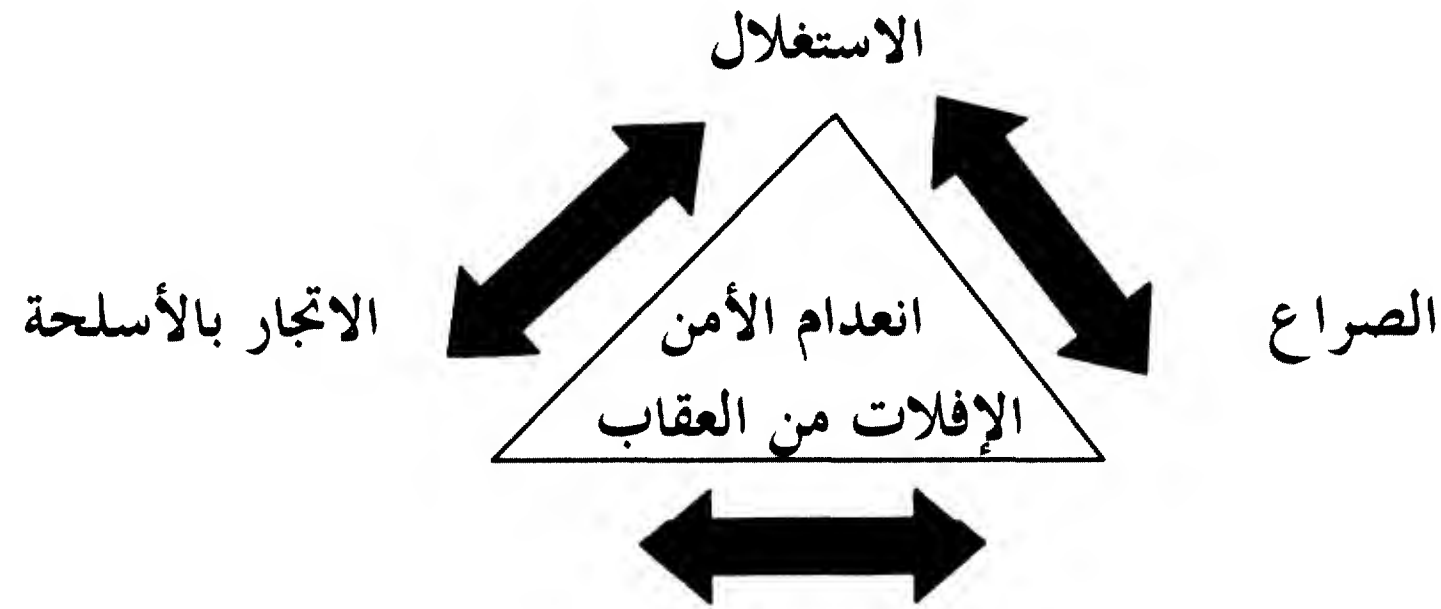 الاستغلال
الصراع
الاتجار بالأسلحة
انعدام الأمن
الإفلات من العقاب